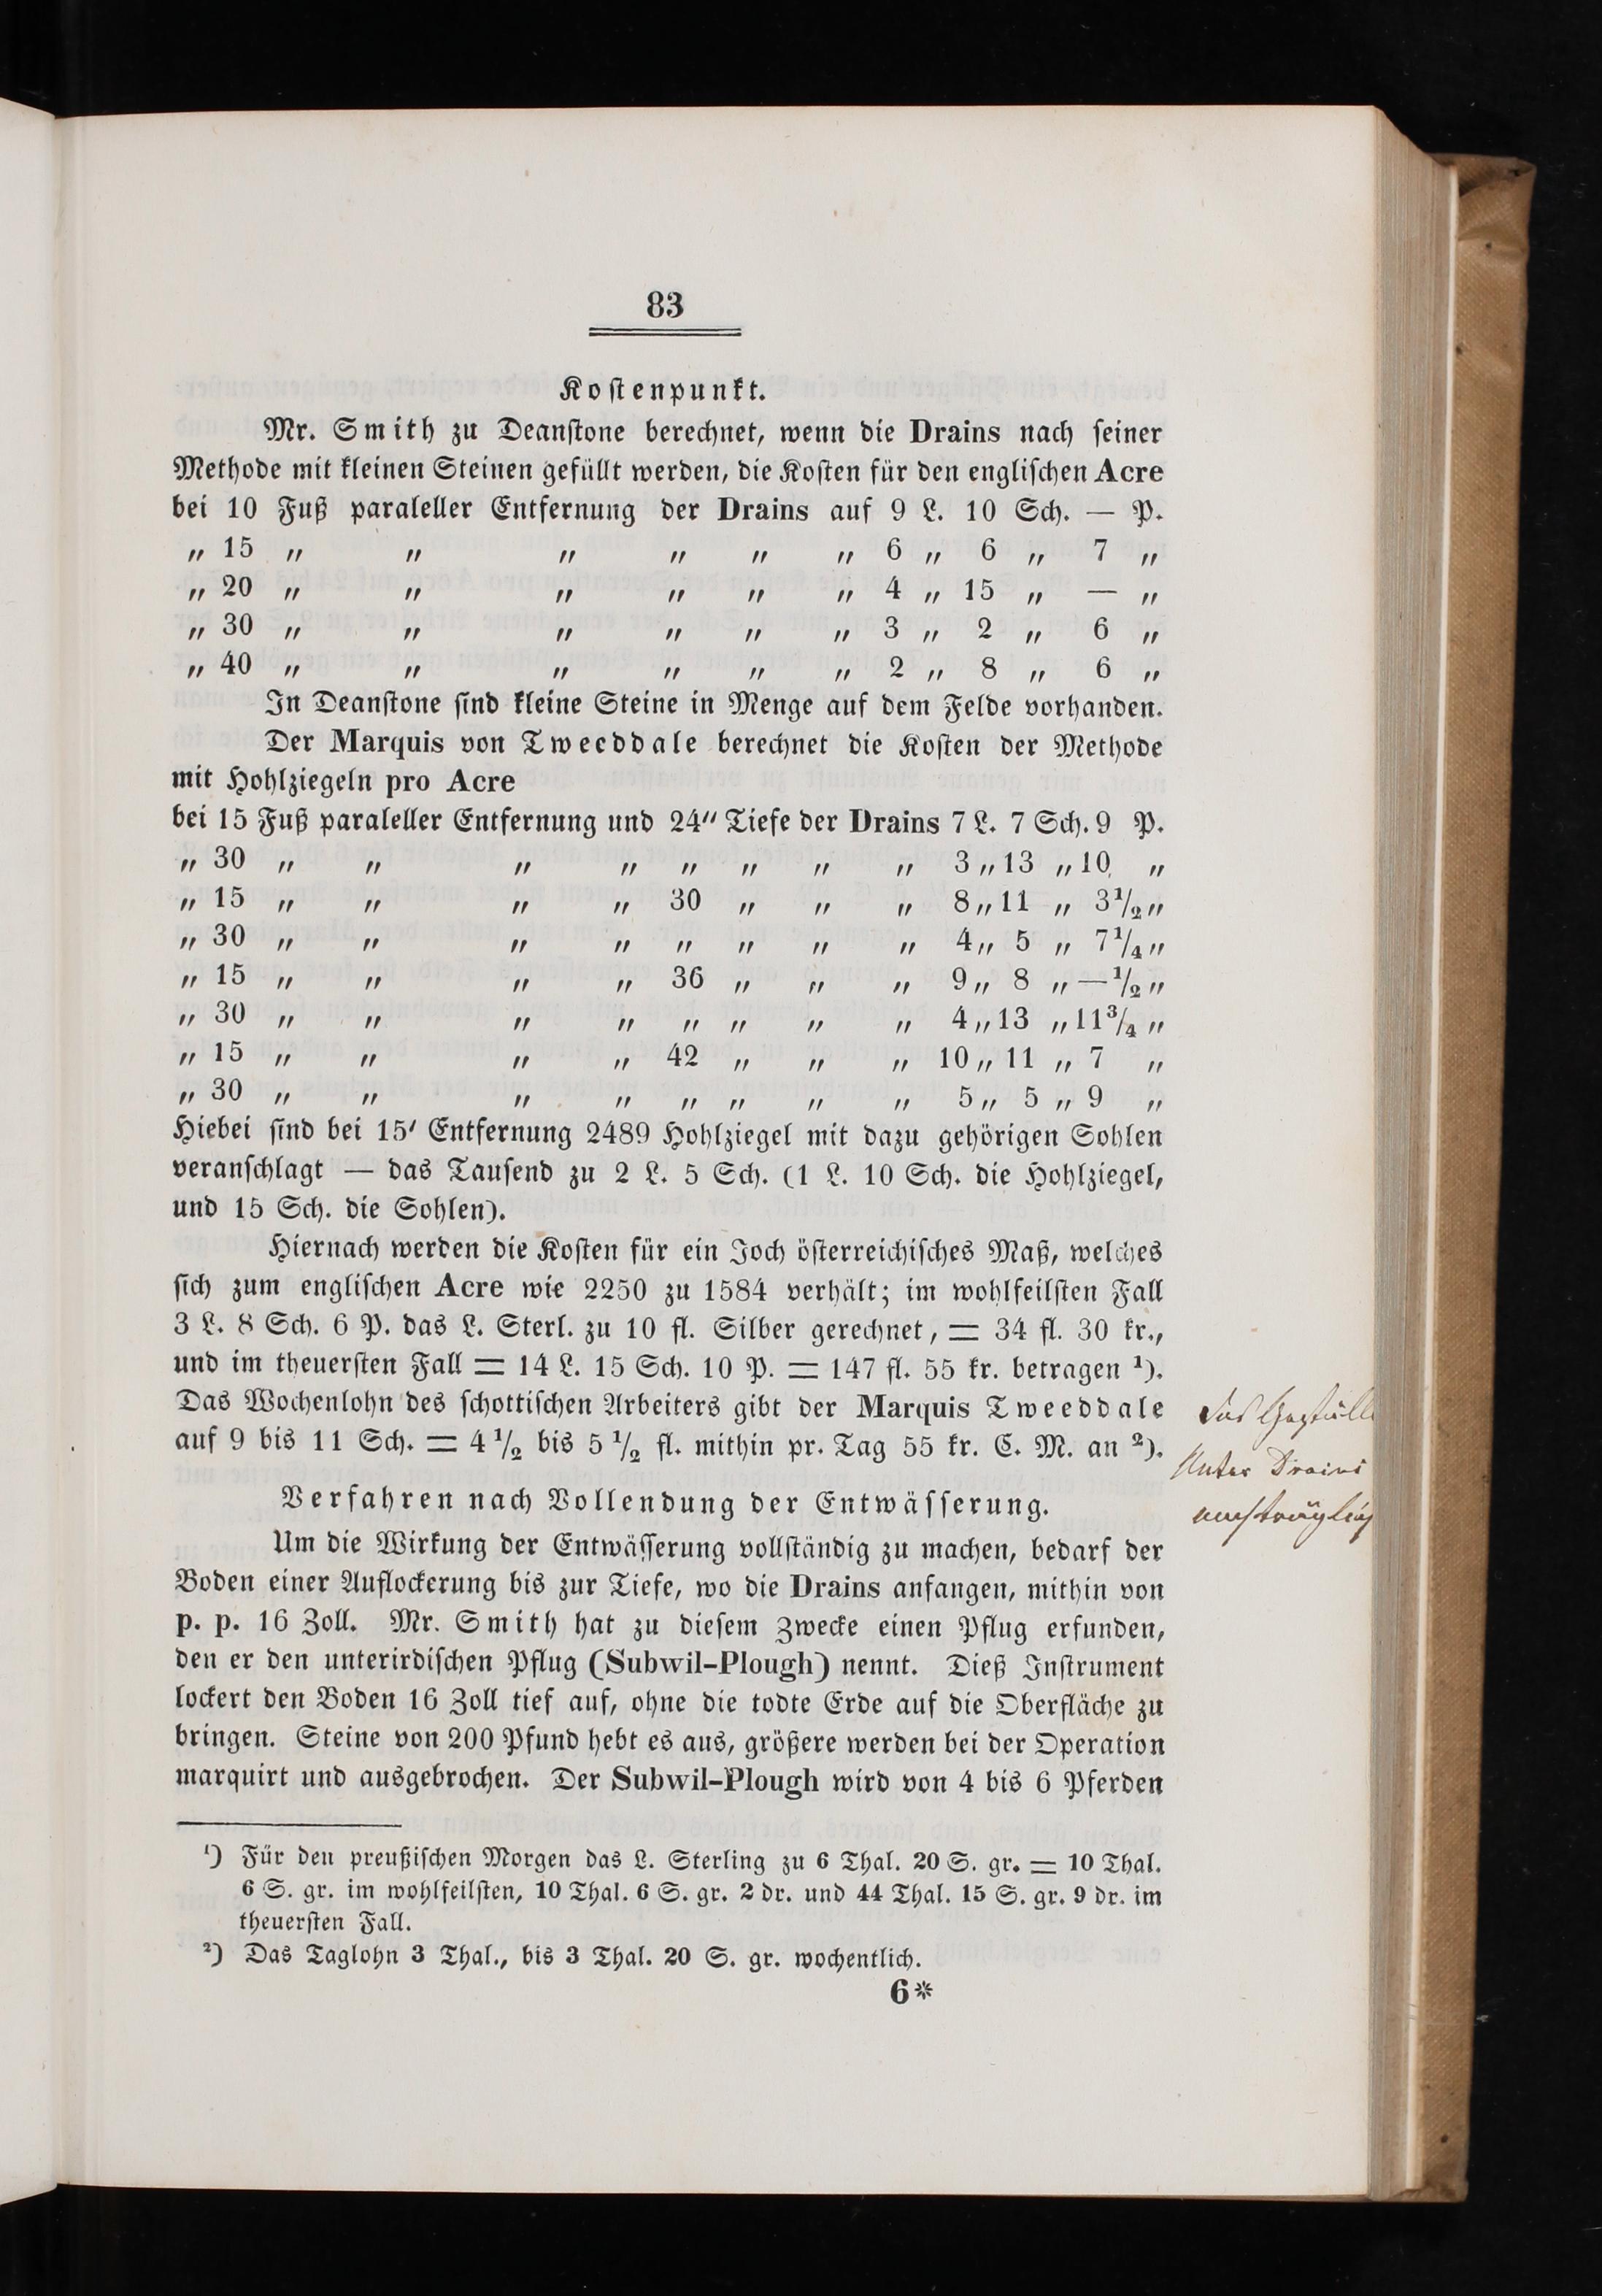 83
Kostenpunkt.
Mr. Smith zu Deanstone berechnet, wenn die Drains nach seiner
Methode mit kleinen Steinen gefüllt werden, die Kosten für den englischen Acre
bei 10 Fuß paraleller Entfernung der Drains auf 9 L. 10 Sch. — P.
„ 15 „ „ „ „ „ „ 6 „ 6 „ 7 „
„ 20 „ „ „ „ „ „ 4 „ 15 „ — „
„ 30 „ „ „ „ „ „ 3 „ 2 „ 6 „
„ 40 „ „ „ „ „ „ 2 „ 8 „ 6 „
In Deanstone sind kleine Steine in Menge auf dem Felde vorhanden.
Der Marquis von Tweeddale berechnet die Kosten der Methode
mit Hohlziegeln pro Acre
bei 15 Fuß paraleller Entfernung und 24" Tiefe der Drains 7 L. 7 Sch. 9 P.
„ 30 „ „ „ „ „ „ „ „ 3 „ 13 „ 10 „
„ 15 „ „ „ „ 30 „ „ „ 8 „ 11 „ 3 1/2 „
„ 30 „ „ „ „ „ „ „ „ 4 „ 5 „ 7 1/4 „
„ 15 „ „ „ „ 36 „ „ „ 9 „ 8 „ — 1/2 „
„ 30 „ „ „ „ „ „ „ „ 4 „ 13 „ 11 3/4 „
„ 15 „ „ „ „ 42 „ „ „ 10 „ 11 „ 7 „
„ 30 „ „ „ „ „ „ „ „ 5 „ 5 „ 9 „
Hiebei sind bei 15' Entfernung 2489 Hohlziegel mit dazu gehörigen Sohlen
veranschlagt — das Tausend zu 2 L. 5 Sch. (1 L. 10 Sch. die Hohlziegel,
und 15 Sch. die Sohlen).
Hiernach werden die Kosten für ein Joch österreichisches Maß, welches
sich zum englischen Acre wie 2250 zu 1584 verhält; im wohlfeilsten Fall
3 L. 8 Sch. 6 P. das L. Sterl. zu 10 fl. Silber gerechnet, = 34 fl. 30 kr.,
und im theuersten Fall = 14 L. 15 Sch. 10 P. = 147 fl. 55 kr. betragen ¹).
Das Wochenlohn des schottischen Arbeiters gibt der Marquis Tweeddale
auf 9 bis 11 Sch. = 4 1/2 bis 5 1/2 fl. mithin pr. Tag 55 kr. C. M. an ²).
Verfahren nach Vollendung der Entwässerung.
Um die Wirkung der Entwässerung vollständig zu machen, bedarf der
Boden einer Auflockerung bis zur Tiefe, wo die Drains anfangen, mithin von
p. p. 16 Zoll. Mr. Smith hat zu diesem Zwecke einen Pflug erfunden,
den er den unterirdischen Pflug (Subwil-Plough) nennt. Dieß Instrument
lockert den Boden 16 Zoll tief auf, ohne die todte Erde auf die Oberfläche zu
bringen. Steine von 200 Pfund hebt es aus, größere werden bei der Operation
marquirt und ausgebrochen. Der Subwil-Plough wird von 4 bis 6 Pferden
¹) Für den preußischen Morgen das L. Sterling zu 6 Thal. 20 S. gr. = 10 Thal.
6 S. gr. im wohlfeilsten, 10 Thal. 6 S. gr. 2 dr. und 44 Thal. 15 S. gr. 9 dr. im
theuersten Fall.
²) Das Taglohn 3 Thal., bis 3 Thal. 20 S. gr. wochentlich.
6*
Das
Drains